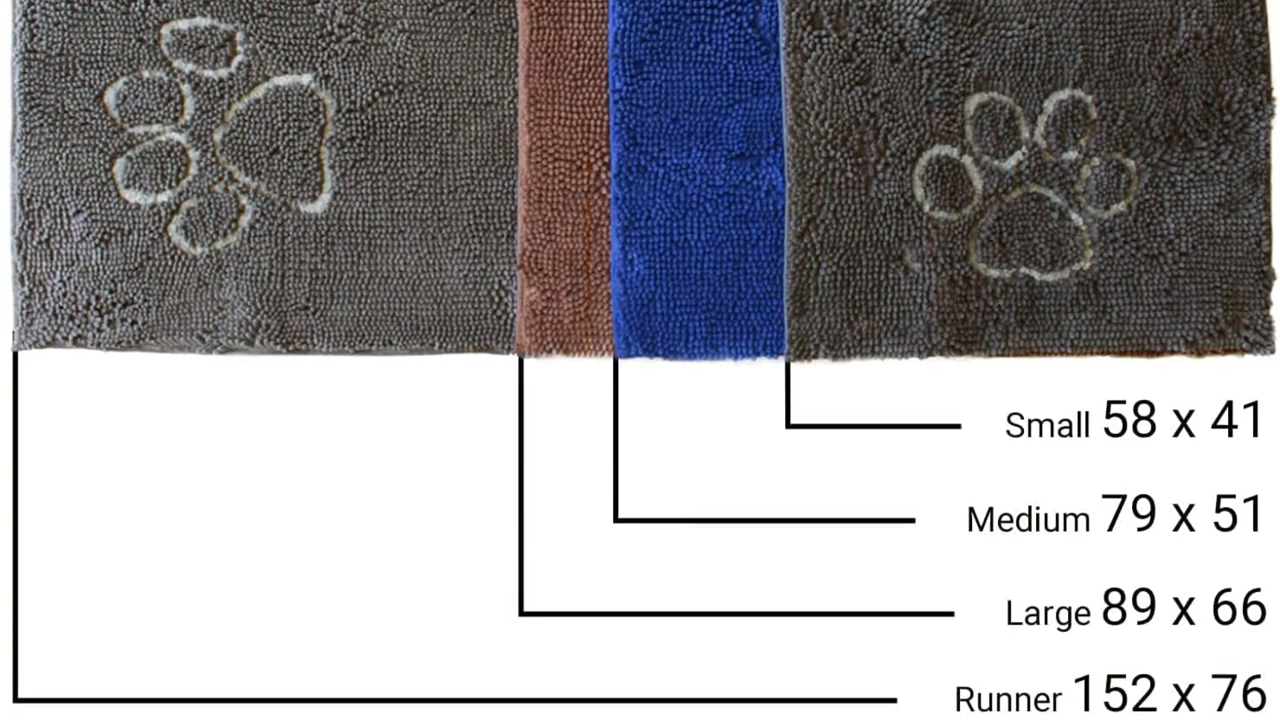 Small 58 x 41
Medium 79 x 51
Large 89 x 66
Runner 152 x 76